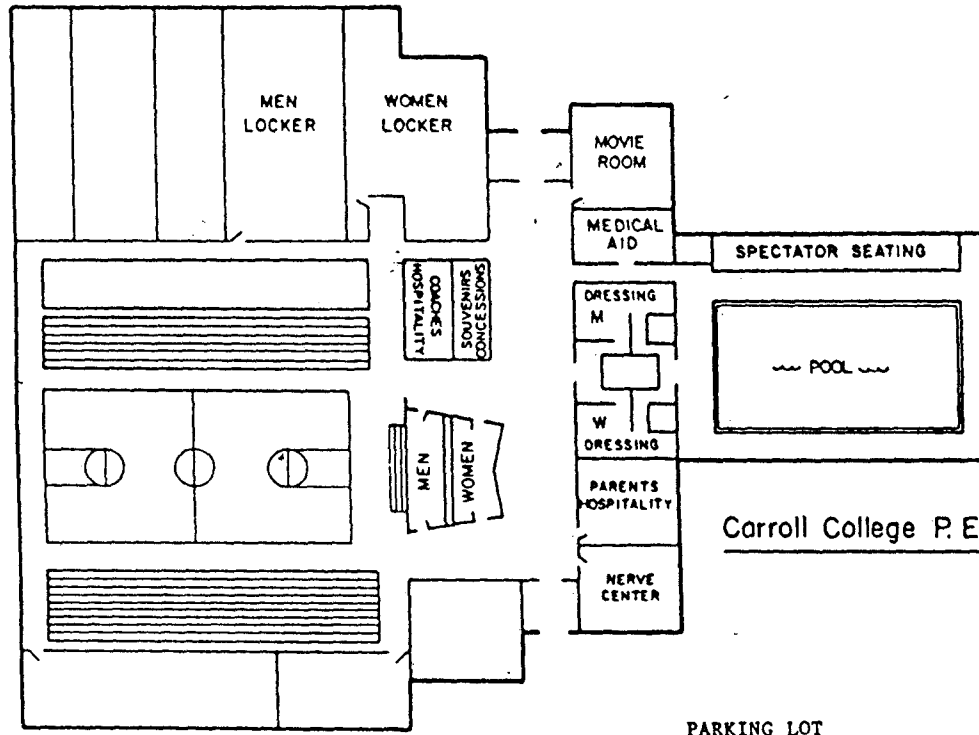 MEN
LOCKER
WOMEN
LOCKER
MOVIE
ROOM
MEDICAL
AID
SPECTATOR SEATING
HOSPITALITY
COACHES
SOUVENIRS
CONCESSIONS
DRESSING
M
POOL
W
DRESSING
MEN
WOMEN
PARENTS
HOSPITALITY
Carroll College P. E
NERVE
CENTER
PARKING LOT